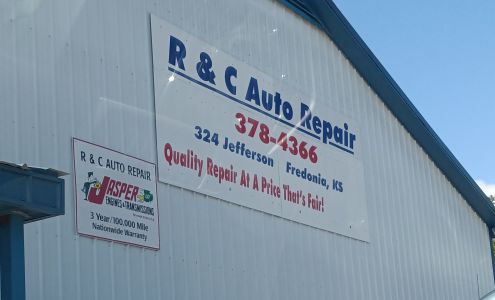 R & C Auto Repair
378-4366
324 Jefferson Fredonia, KS
Quality Repair At A Price That's Fair!
R & C AUTO REPAIR
JASPER
ENGINES & TRANSMISSIONS
3 Year/100,000 Mile
Nationwide Warranty